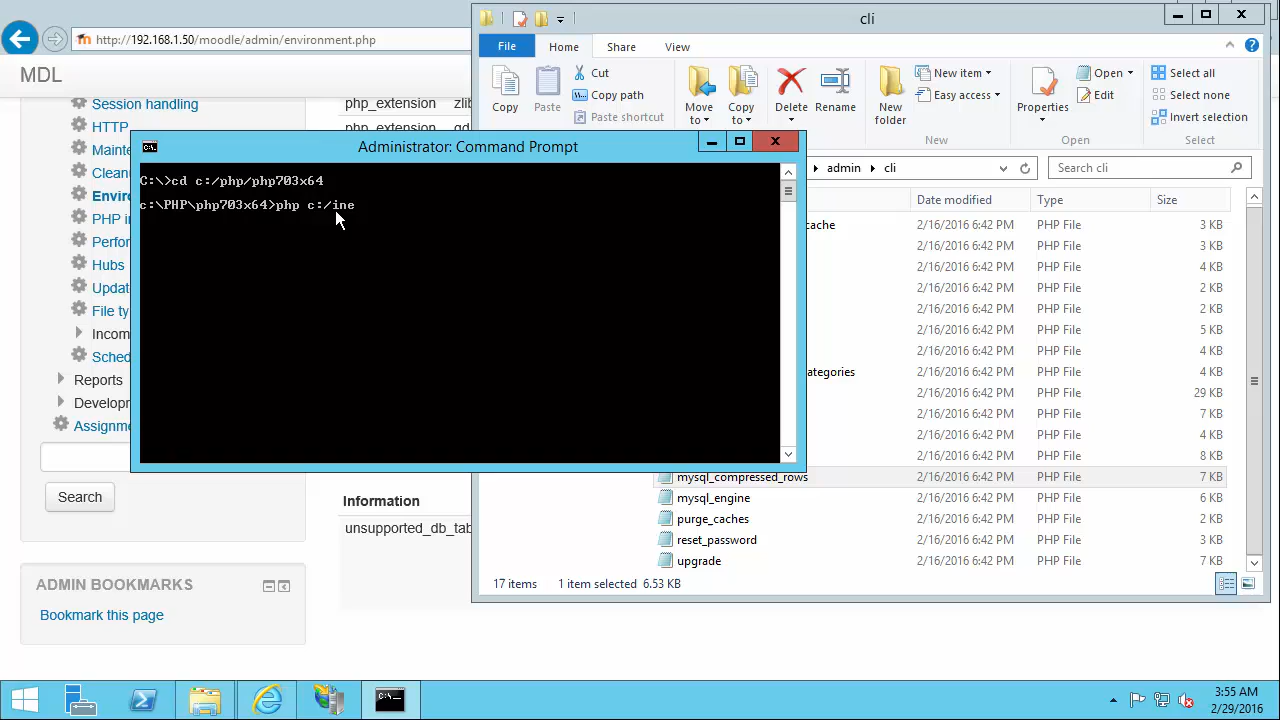 cli
http://192.168.1.50/moodle/admin/environment.php
File
Home
Share
View
MDL
Copy
Paste
Cut
Copy path
Paste shortcut
Move to
Copy to
Delete
Rename
New folder
New item
Easy access
Properties
Open
Edit
Select all
Select none
Invert selection
New
Open
Select
admin
cli
Search cli
Session handling
HTTP
Mainte
Clean
Enviro
PHP in
Perfor
Hubs
Updat
File ty
Incom
Sched
Reports
Develop
Assignm
Search
ADMIN BOOKMARKS
Bookmark this page
php_extension zlib
php_extension gd
Information
unsupported_db_tab
Administrator: Command Prompt
C:\>cd c:/php/php703x64
c:\PHP\php703x64>php c:/ine
Date modified Type Size
cache 2/16/2016 6:42 PM PHP File 3 KB
2/16/2016 6:42 PM PHP File 3 KB
2/16/2016 6:42 PM PHP File 4 KB
2/16/2016 6:42 PM PHP File 2 KB
2/16/2016 6:42 PM PHP File 2 KB
2/16/2016 6:42 PM PHP File 5 KB
2/16/2016 6:42 PM PHP File 4 KB
ategories 2/16/2016 6:42 PM PHP File 4 KB
2/16/2016 6:42 PM PHP File 29 KB
2/16/2016 6:42 PM PHP File 7 KB
2/16/2016 6:42 PM PHP File 4 KB
2/16/2016 6:42 PM PHP File 8 KB
mysql_compressed_rows 2/16/2016 6:42 PM PHP File 7 KB
mysql_engine 2/16/2016 6:42 PM PHP File 6 KB
purge_caches 2/16/2016 6:42 PM PHP File 2 KB
reset_password 2/16/2016 6:42 PM PHP File 3 KB
upgrade 2/16/2016 6:42 PM PHP File 7 KB
17 items 1 item selected 6.53 KB
3:55 AM
2/29/2016